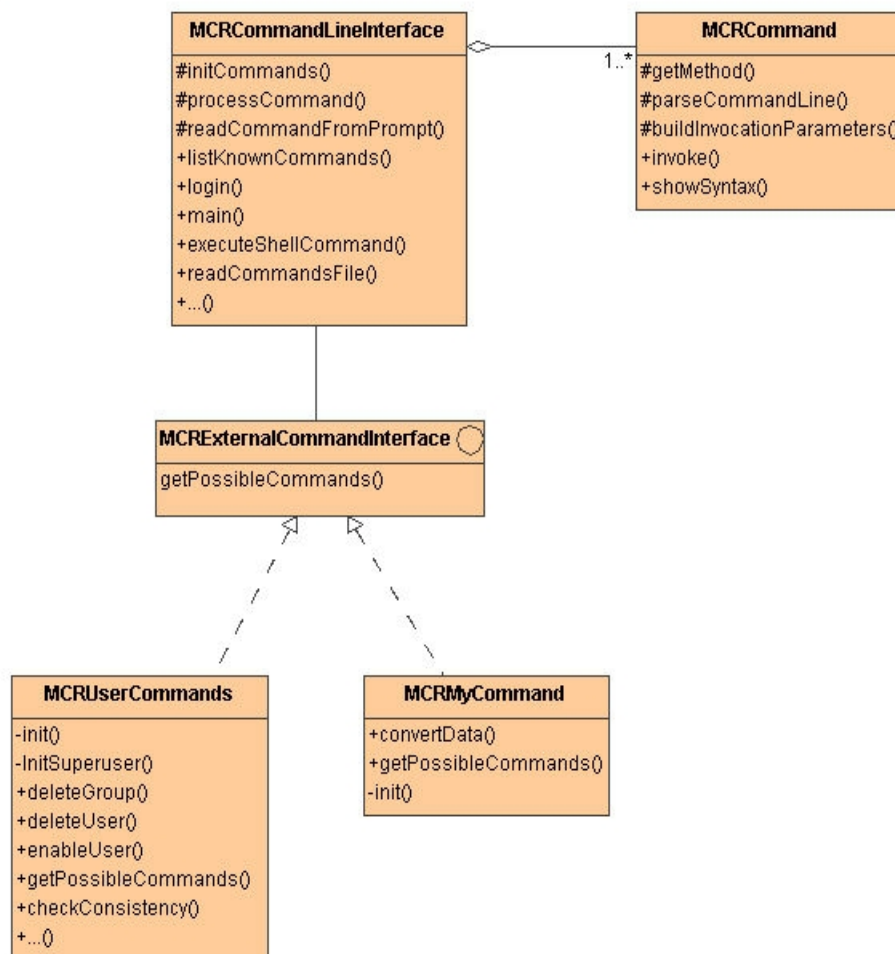 MCRCommandLineInterface
#initCommands()
#processCommand()
#readCommandFromPrompt()
+listKnownCommands()
+login()
+main()
+executeShellCommand()
+readCommandsFile()
+...()
1..*
MCRCommand
#getMethod()
#parseCommandLine()
#buildInvocationParameters()
+invoke()
+showSyntax()
MCRExternalCommandInterface
getPossibleCommands()
MCRUserCommands
-init()
-InitSuperuser()
+deleteGroup()
+deleteUser()
+enableUser()
+getPossibleCommands()
+checkConsistency()
+...()
MCRMyCommand
+convertData()
+getPossibleCommands()
-init()